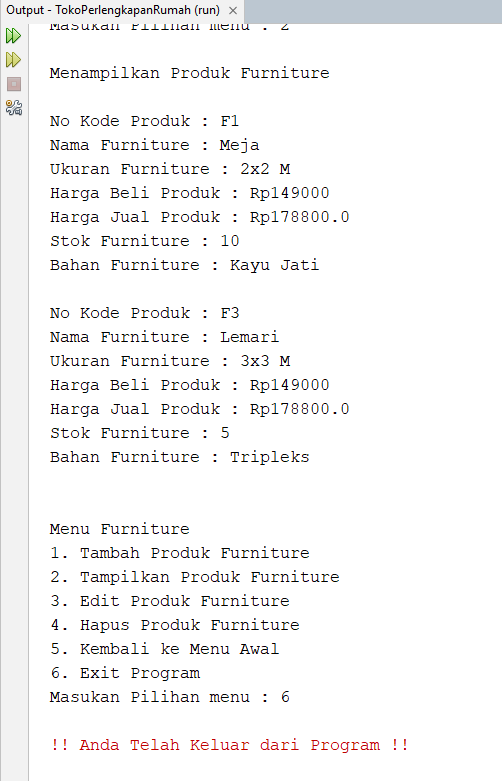 Output - TokoPerlengkapanRumah (run)
Masukan Pilihan menu : 2
Menampilkan Produk Furniture
No Kode Produk : F1
Nama Furniture : Meja
Ukuran Furniture : 2x2 M
Harga Beli Produk : Rp149000
Harga Jual Produk : Rp178800.0
Stok Furniture : 10
Bahan Furniture : Kayu Jati
No Kode Produk : F3
Nama Furniture : Lemari
Ukuran Furniture : 3x3 M
Harga Beli Produk : Rp149000
Harga Jual Produk : Rp178800.0
Stok Furniture : 5
Bahan Furniture : Tripleks
Menu Furniture
1. Tambah Produk Furniture
2. Tampilkan Produk Furniture
3. Edit Produk Furniture
4. Hapus Produk Furniture
5. Kembali ke Menu Awal
6. Exit Program
Masukan Pilihan menu : 6
!! Anda Telah Keluar dari Program !!